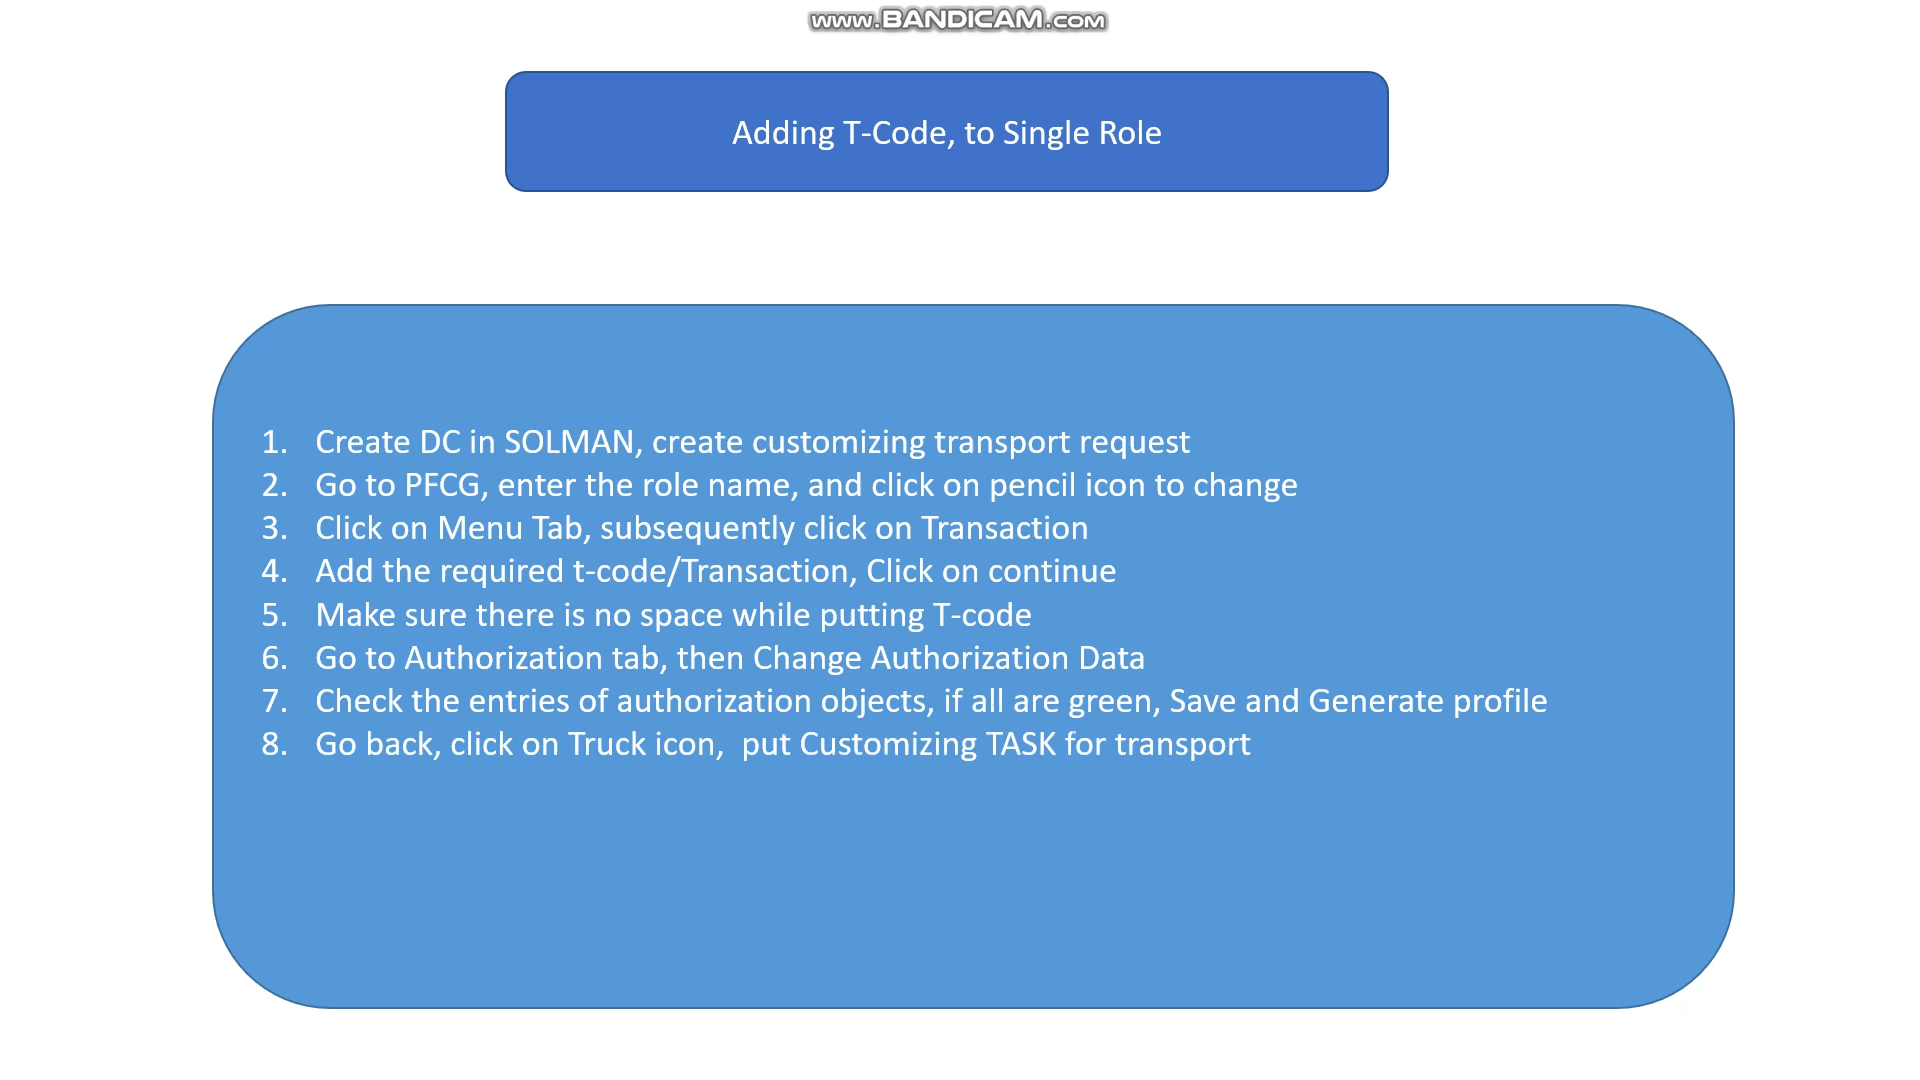 www.BANDICAM.com
Adding T-Code, to Single Role
1. Create DC in SOLMAN, create customizing transport request
2. Go to PFCG, enter the role name, and click on pencil icon to change
3. Click on Menu Tab, subsequently click on Transaction
4. Add the required t-code/Transaction, Click on continue
5. Make sure there is no space while putting T-code
6. Go to Authorization tab, then Change Authorization Data
7. Check the entries of authorization objects, if all are green, Save and Generate profile
8. Go back, click on Truck icon,  put Customizing TASK for transport